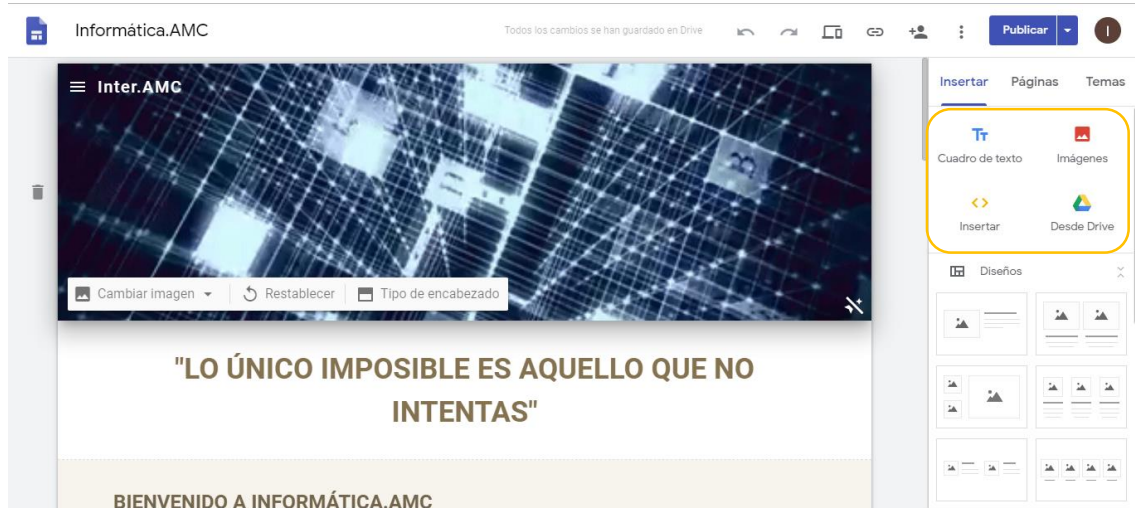 Informática.AMC
Todos los cambios se han guardado en Drive
Publicar
I
Inter.AMC
Insertar Páginas Temas
Cuadro de texto Imágenes
Insertar Desde Drive
Diseños
Cambiar imagen Restablecer Tipo de encabezado
"LO ÚNICO IMPOSIBLE ES AQUELLO QUE NO
INTENTAS"
BIENVENIDO A INFORMÁTICA.AMC